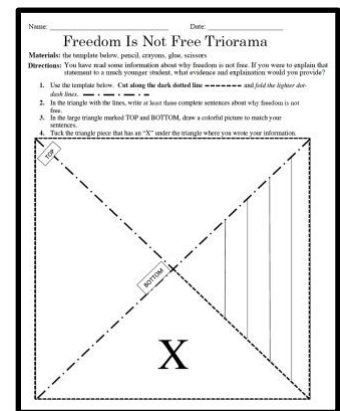 Name: Date:
Freedom Is Not Free Triorama
Materials: the template below, pencil, crayons, glue, scissors
Directions: You have read some information about why freedom is not free. If you were to explain that
statement to a much younger student, what evidence and explaination would you provide?
1. Use the template below. Cut along the dark dotted line and fold the lighter dot-
dash lines.
2. In the triangle with the lines, write at least three complete sentences about why freedom is not
free.
3. In the large triangle marked TOP and BOTTOM, draw a colorful picture to match your
sentences.
4. Tuck the triangle piece that has an "X" under the triangle where you wrote your information.
TOP
BOTTOM
X